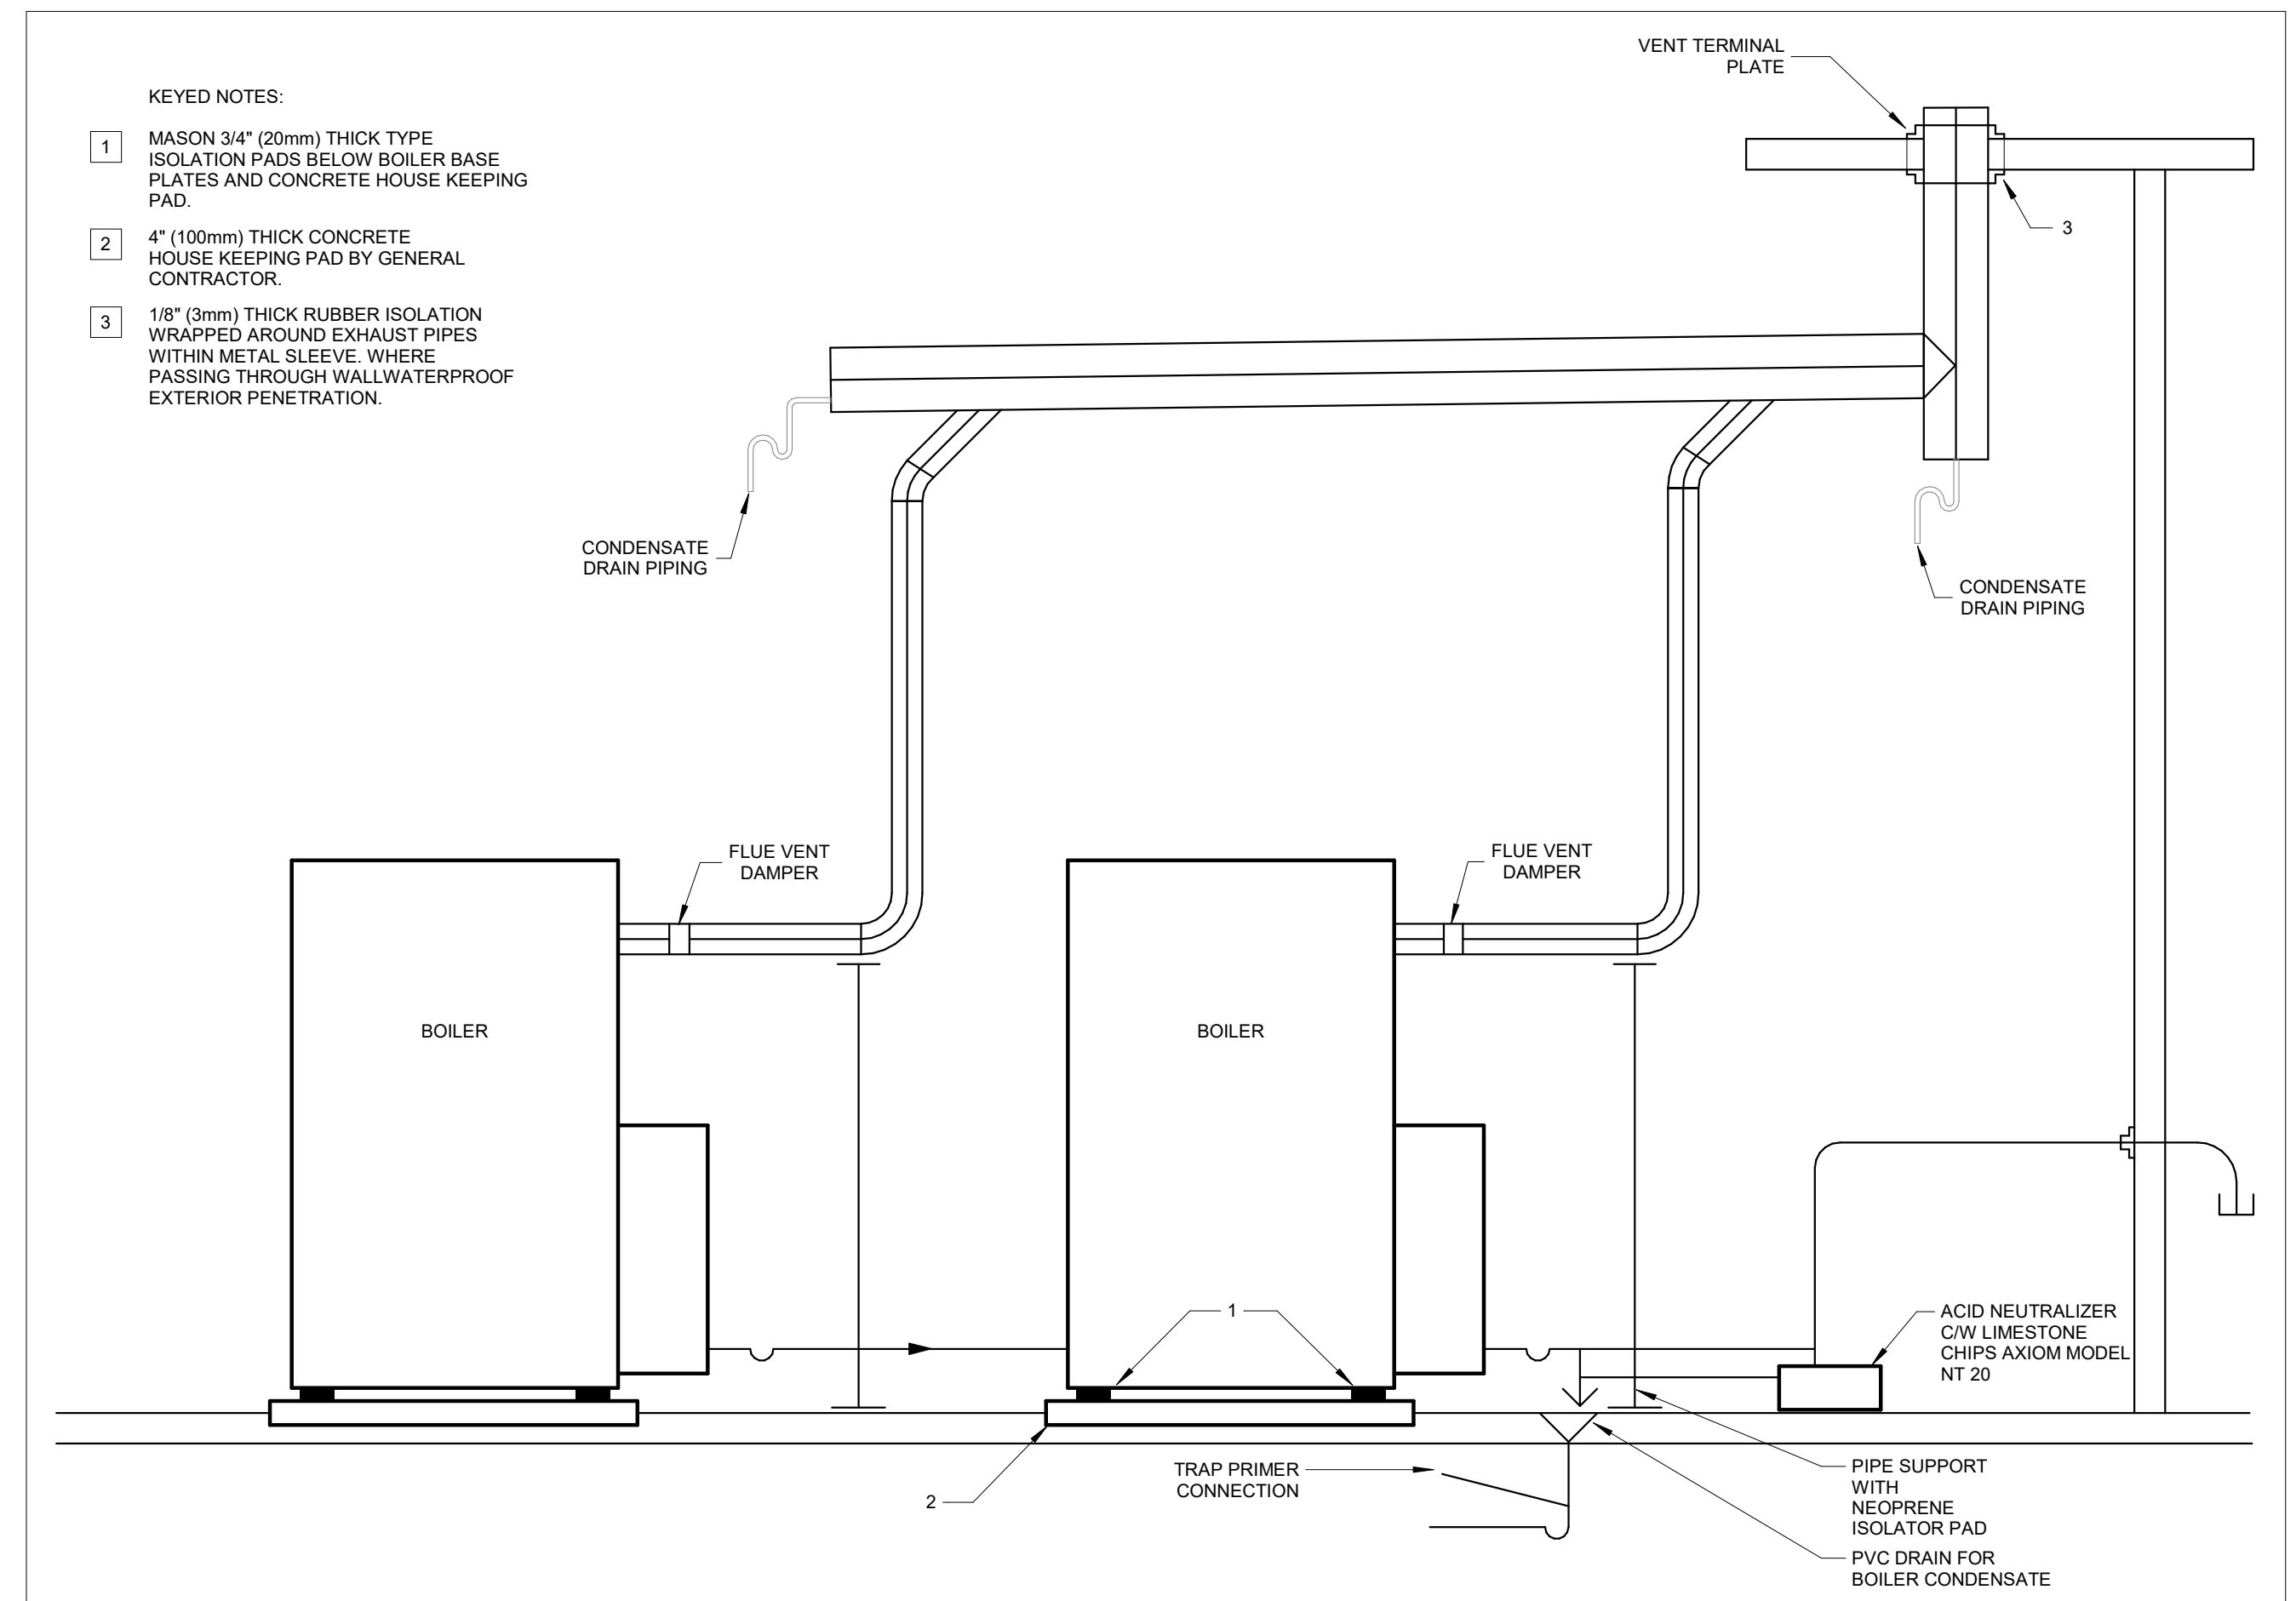 KEYED NOTES:
1
MASON 3/4" (20mm) THICK TYPE
ISOLATION PADS BELOW BOILER BASE
PLATES AND CONCRETE HOUSE KEEPING
PAD.
2
4" (100mm) THICK CONCRETE
HOUSE KEEPING PAD BY GENERAL
CONTRACTOR.
3
1/8" (3mm) THICK RUBBER ISOLATION
WRAPPED AROUND EXHAUST PIPES
WITHIN METAL SLEEVE. WHERE
PASSING THROUGH WALLWATERPROOF
EXTERIOR PENETRATION.
VENT TERMINAL
PLATE
3
CONDENSATE
DRAIN PIPING
CONDENSATE
DRAIN PIPING
FLUE VENT
DAMPER
FLUE VENT
DAMPER
BOILER
BOILER
1
ACID NEUTRALIZER
C/W LIMESTONE
CHIPS AXIOM MODEL
NT 20
2
TRAP PRIMER
CONNECTION
PIPE SUPPORT
WITH
NEOPRENE
ISOLATOR PAD
PVC DRAIN FOR
BOILER CONDENSATE